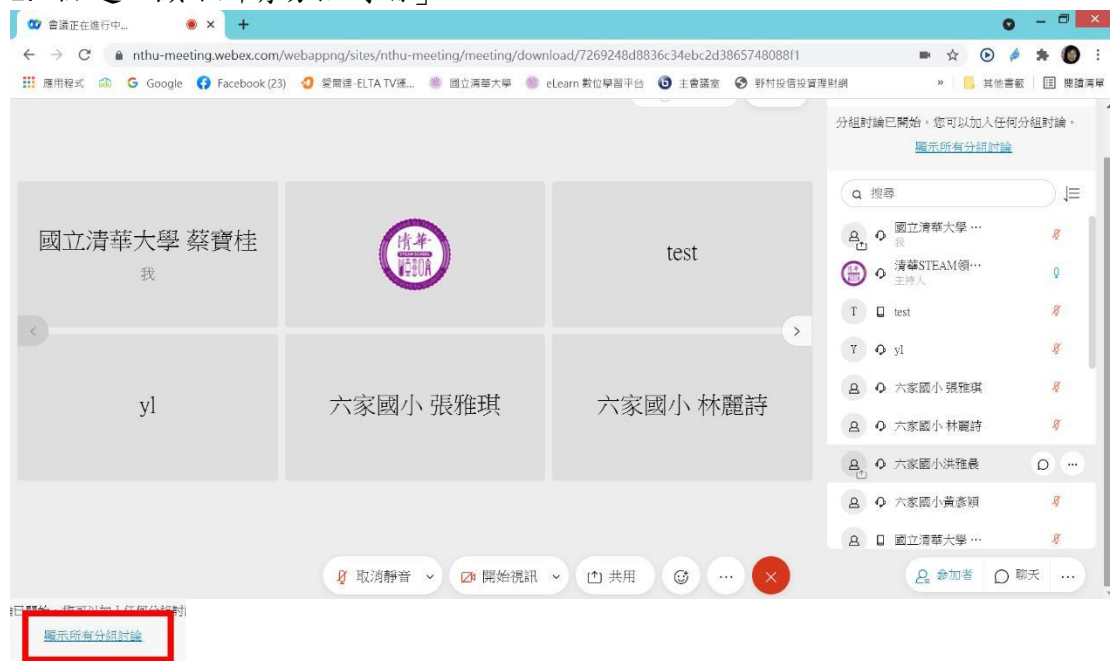 會議正在進行中...
nthu-meeting.webex.com/webappng/sites/nthu-meeting/meeting/download/7269248d8836c34ebc2d3865748088f1
應用程式 Google Facebook (23) 愛爾達-ELTA TV運... 國立清華大學 eLearn 數位學習平台 主會議室 野村投信投資理財網 » 其他書籤 閱讀清單
分組討論已開始。您可以加入任何分組討論。
顯示所有分組討論
搜尋
國立清華大學 蔡寶桂
我
清華
test
yl
六家國小 張雅琪
六家國小 林麗詩
國立清華大學 …
我
清華STEAM領…
主持人
T test
Y yl
六家國小 張雅琪
六家國小 林麗詩
六家國小洪雅晨
六家國小黃彥穎
國立清華大學 …
取消靜音 開始視訊 共用
參加者 聊天
顯示所有分組討論